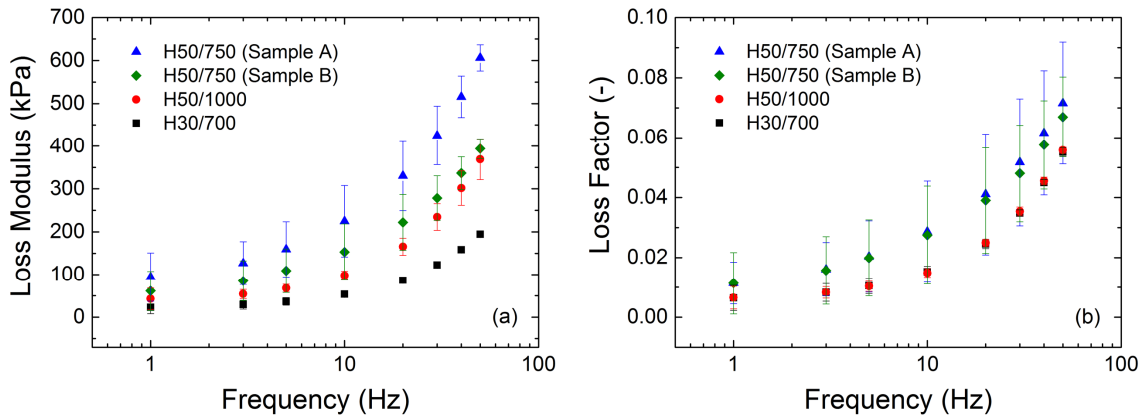 700
600
500
400
300
200
100
0
Loss Modulus (kPa)
H50/750 (Sample A)
H50/750 (Sample B)
H50/1000
H30/700
(a)
1
10
100
Frequency (Hz)
0.10
0.08
0.06
0.04
0.02
0.00
Loss Factor (-)
H50/750 (Sample A)
H50/750 (Sample B)
H50/1000
H30/700
(b)
1
10
100
Frequency (Hz)